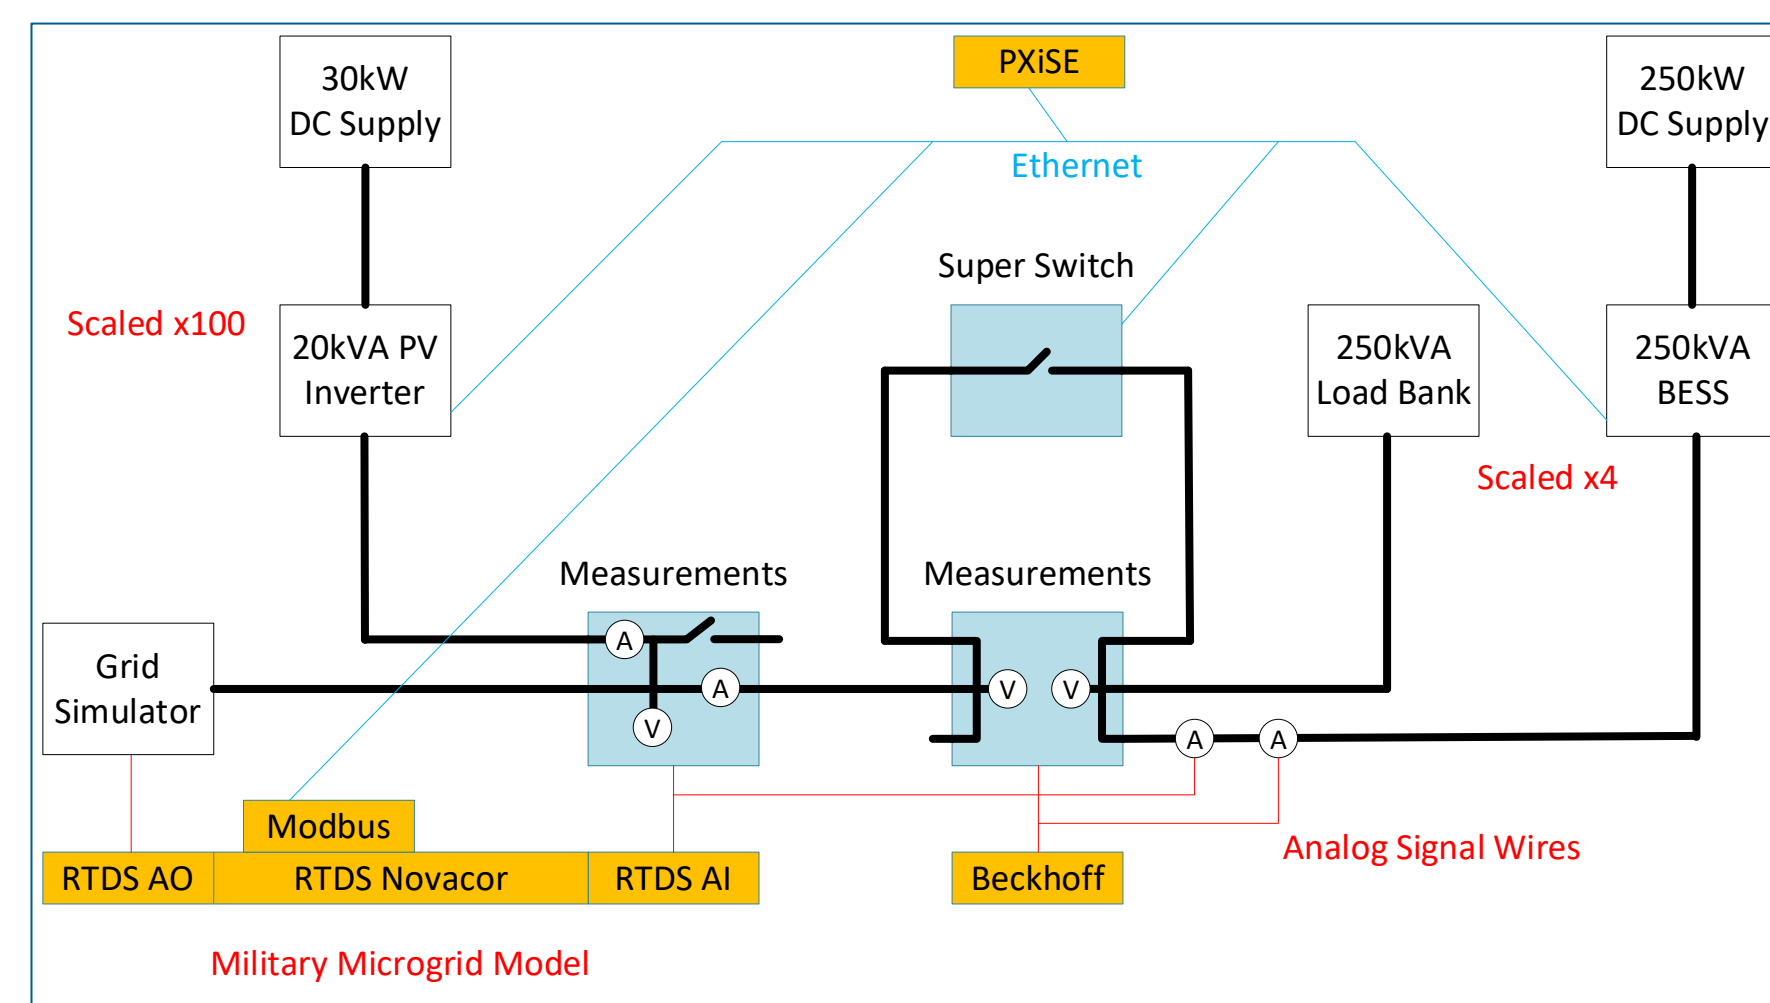 30kW
DC Supply
PXiSE
250kW
DC Supply
Ethernet
Super Switch
Scaled x100
20kVA PV
Inverter
250kVA
Load Bank
250kVA
BESS
Scaled x4
Measurements
Measurements
A
Grid
Simulator
A
V
V
V
A
A
Modbus
Analog Signal Wires
RTDS AO
RTDS Novacor
RTDS AI
Beckhoff
Military Microgrid Model